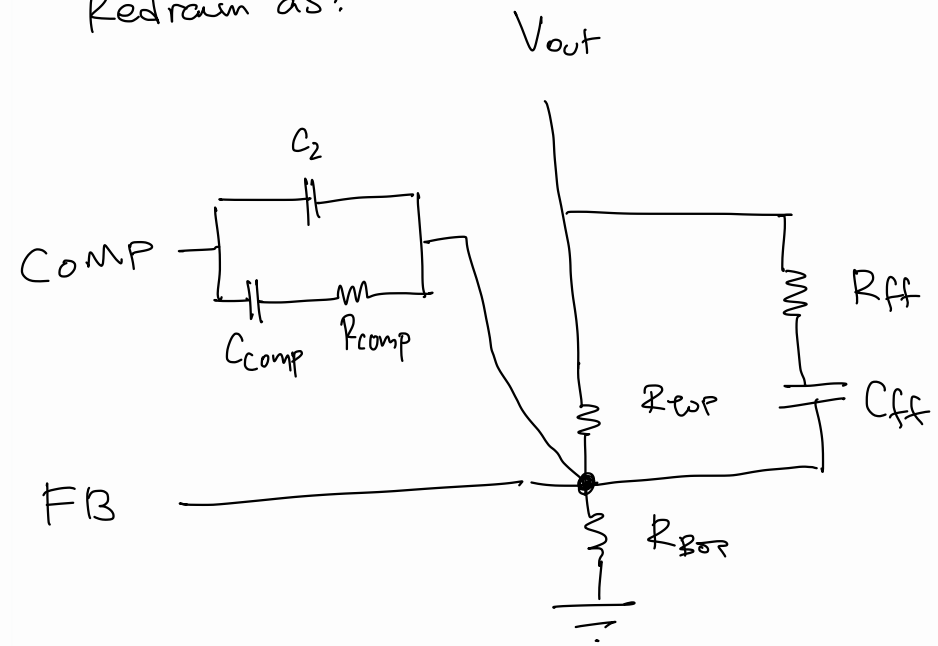 Redrawn as:
Vout
C2
COMP
Ccomp
Rcomp
Rff
Cff
RTOP
FB
RBOT